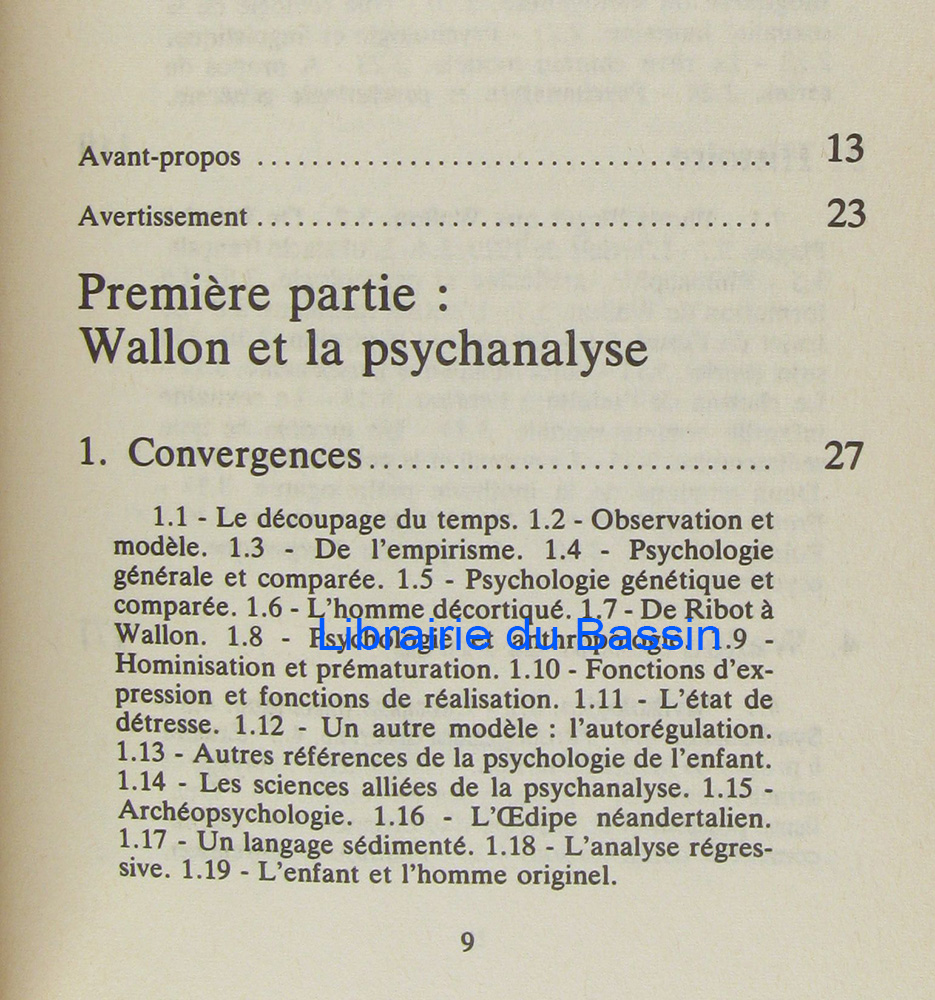 Avant-propos ...................................... 13
Avertissement ...................................... 23
Première partie :
Wallon et la psychanalyse
1. Convergences .............................. 27
1.1 - Le découpage du temps. 1.2 - Observation et
modèle. 1.3 - De l'empirisme. 1.4 - Psychologie
générale et comparée. 1.5 - Psychologie génétique et
comparée. 1.6 - L'homme décortiqué. 1.7 - De Ribot à
Wallon. 1.8 - Psychologie et anthropologie. 1.9 -
Librairie du Bassin
Hominisation et prématuration. 1.10 - Fonctions d'ex-
pression et fonctions de réalisation. 1.11 - L'état de
détresse. 1.12 - Un autre modèle : l'autorégulation.
1.13 - Autres références de la psychologie de l'enfant.
1.14 - Les sciences alliées de la psychanalyse. 1.15 -
Archéopsychologie. 1.16 - L'Œdipe néandertalien.
1.17 - Un langage sédimenté. 1.18 - L'analyse régres-
sive. 1.19 - L'enfant et l'homme originel.
9